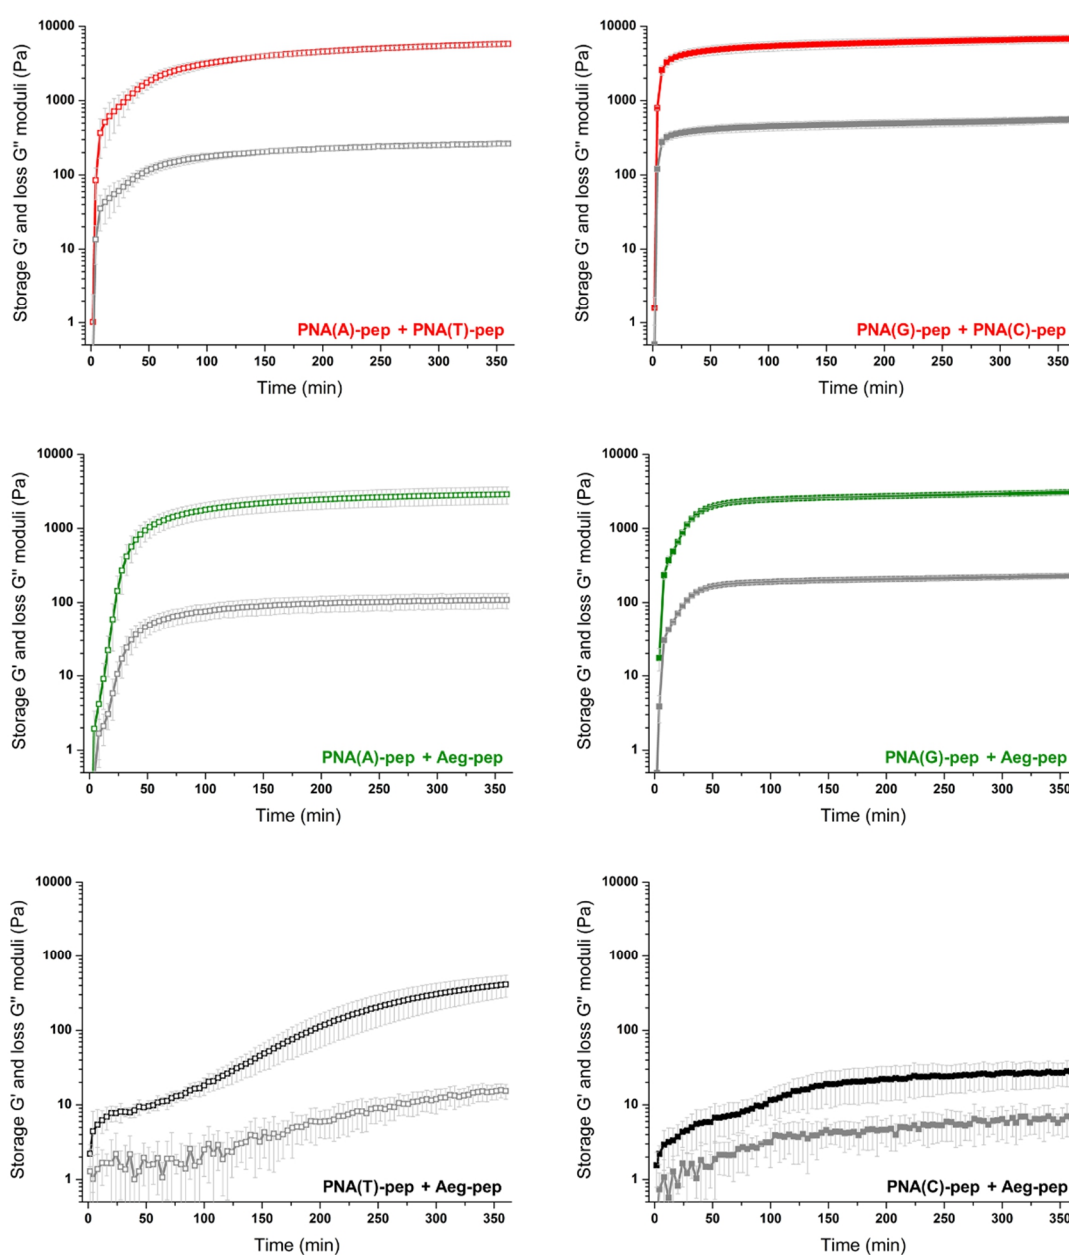 Storage G' and loss G" moduli (Pa)
10000
1000
100
10
1
PNA(A)-pep + PNA(T)-pep
0 50 100 150 200 250 300 350
Time (min)
Storage G' and loss G" moduli (Pa)
10000
1000
100
10
1
PNA(G)-pep + PNA(C)-pep
0 50 100 150 200 250 300 350
Time (min)
Storage G' and loss G" moduli (Pa)
10000
1000
100
10
1
PNA(A)-pep + Aeg-pep
0 50 100 150 200 250 300 350
Time (min)
Storage G' and loss G" moduli (Pa)
10000
1000
100
10
1
PNA(G)-pep + Aeg-pep
0 50 100 150 200 250 300 350
Time (min)
Storage G' and loss G" moduli (Pa)
10000
1000
100
10
1
PNA(T)-pep + Aeg-pep
0 50 100 150 200 250 300 350
Time (min)
Storage G' and loss G" moduli (Pa)
10000
1000
100
10
1
PNA(C)-pep + Aeg-pep
0 50 100 150 200 250 300 350
Time (min)